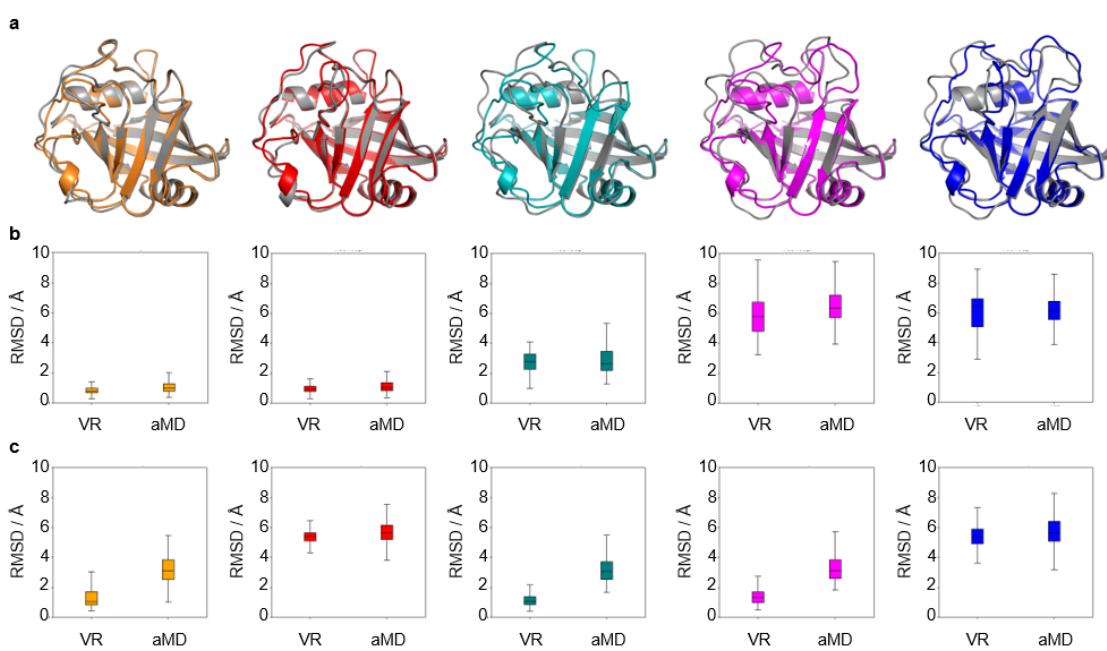 a
b
10 10 10 10 10
8 8 8 8 8
6 6 6 6 6
4 4 4 4 4
2 2 2 2 2
0 0 0 0 0
RMSD / Å RMSD / Å RMSD / Å RMSD / Å RMSD / Å
VR aMD VR aMD VR aMD VR aMD VR aMD
c
10 10 10 10 10
8 8 8 8 8
6 6 6 6 6
4 4 4 4 4
2 2 2 2 2
0 0 0 0 0
RMSD / Å RMSD / Å RMSD / Å RMSD / Å RMSD / Å
VR aMD VR aMD VR aMD VR aMD VR aMD